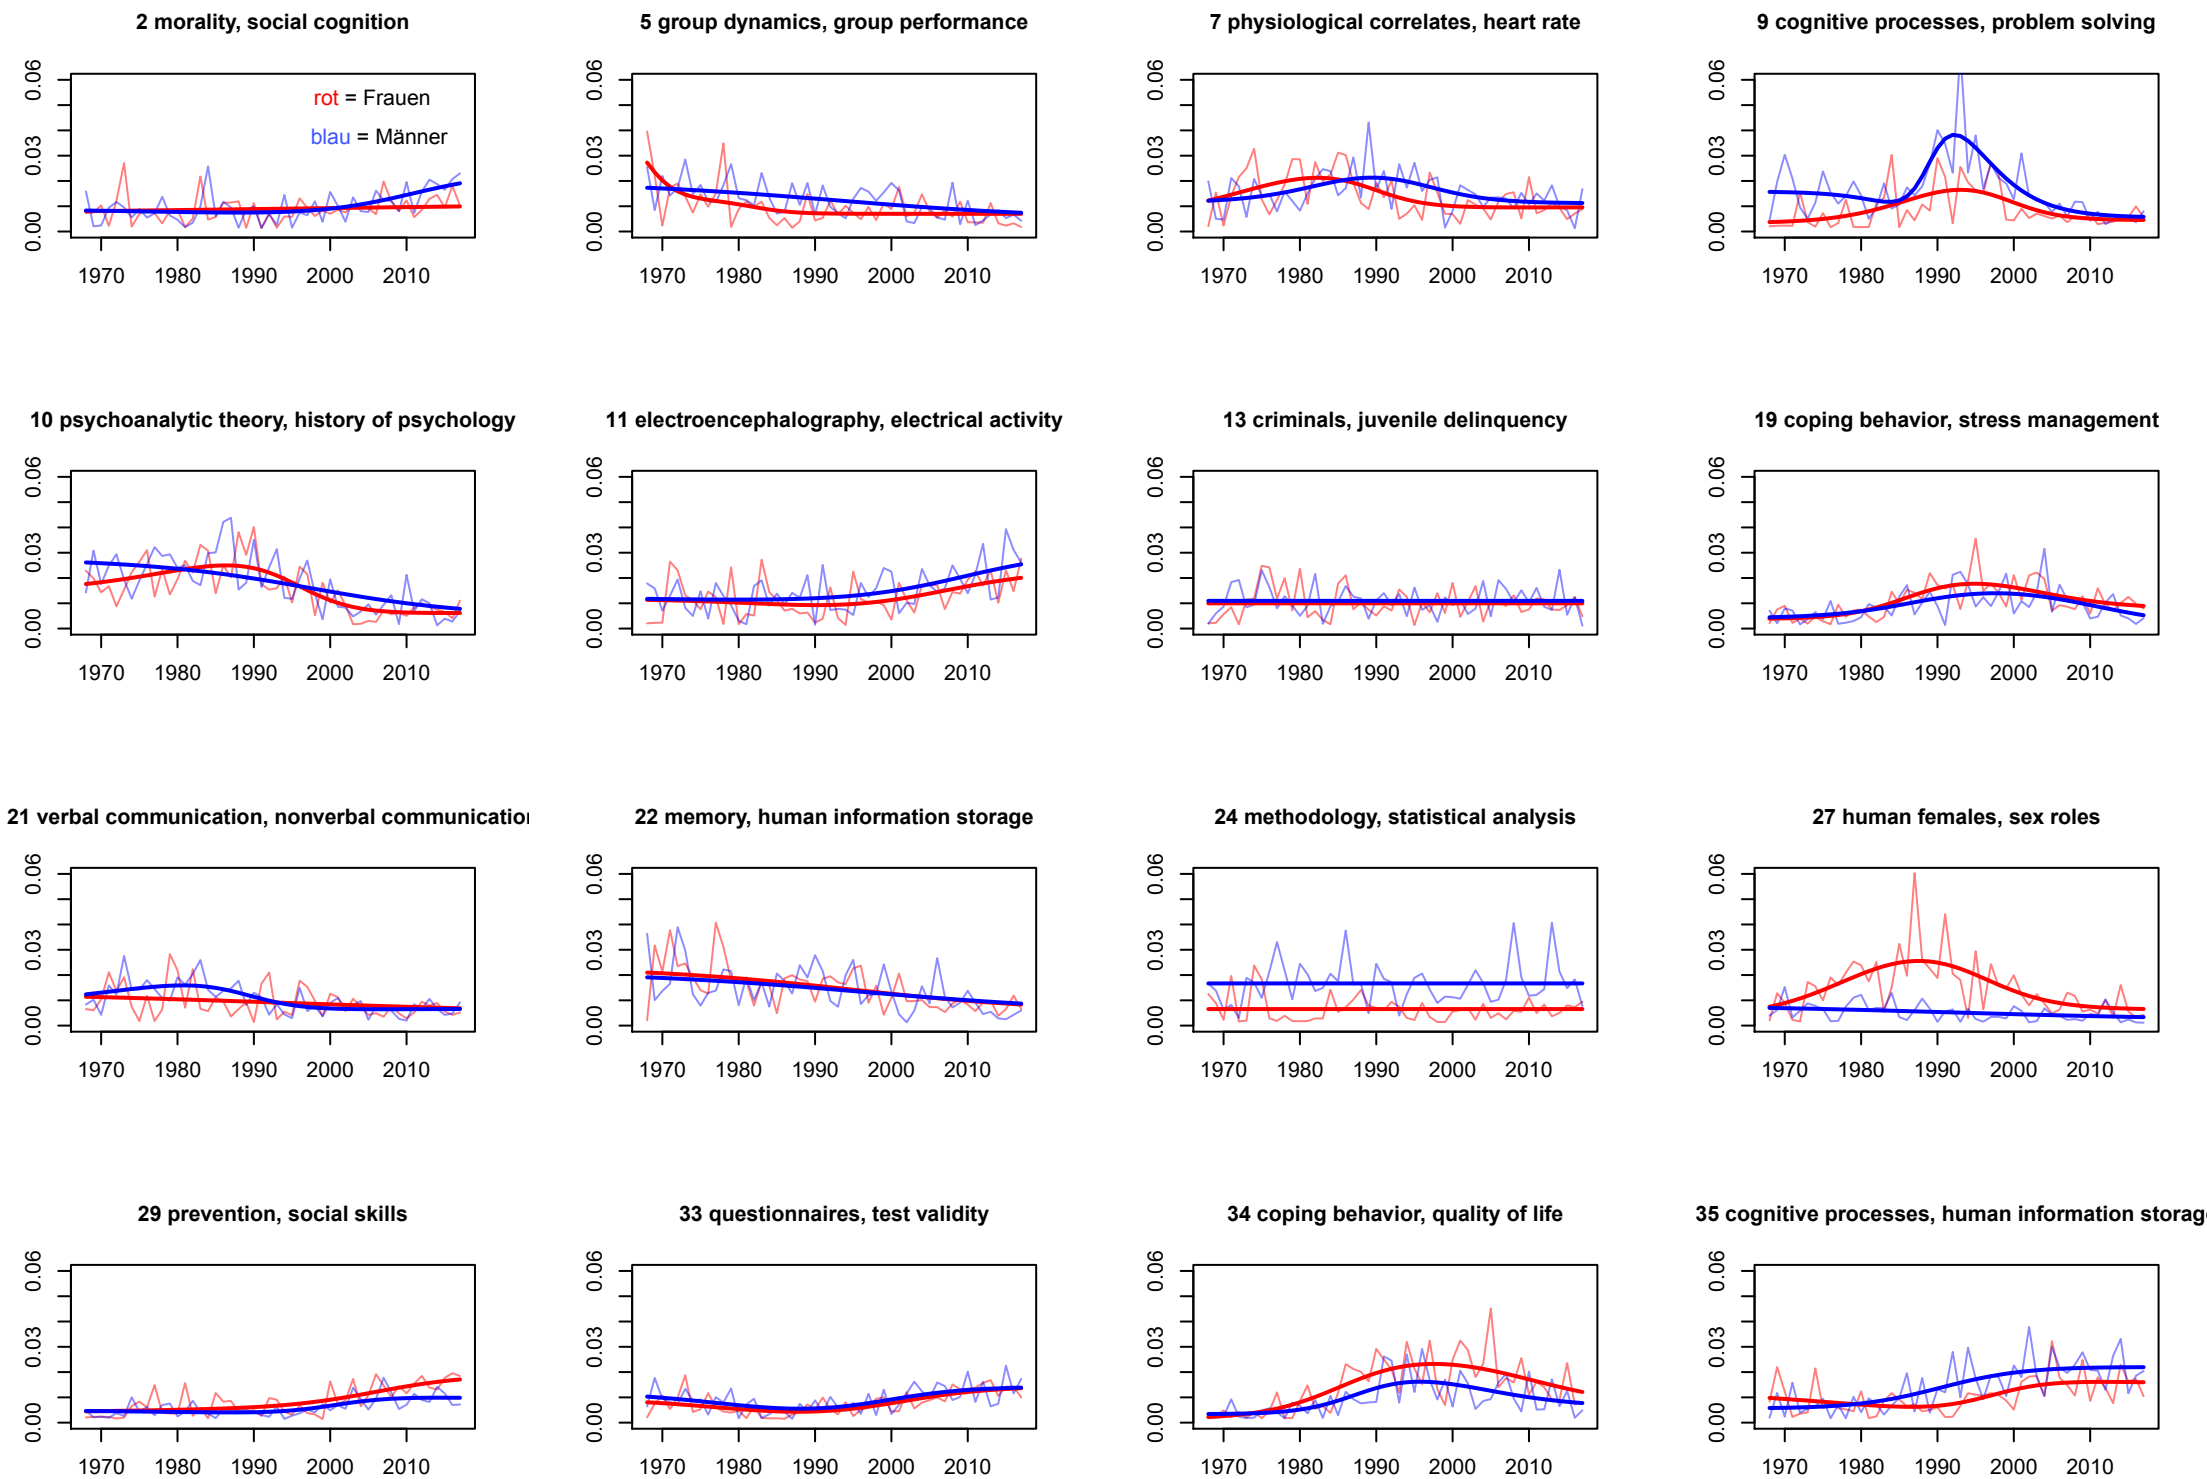 2 morality, social cognition
rot = Frauen
blau = Männer
0.00 0.03 0.06
1970 1980 1990 2000 2010
5 group dynamics, group performance
0.00 0.03 0.06
1970 1980 1990 2000 2010
7 physiological correlates, heart rate
0.00 0.03 0.06
1970 1980 1990 2000 2010
9 cognitive processes, problem solving
0.00 0.03 0.06
1970 1980 1990 2000 2010
10 psychoanalytic theory, history of psychology
0.00 0.03 0.06
1970 1980 1990 2000 2010
11 electroencephalography, electrical activity
0.00 0.03 0.06
1970 1980 1990 2000 2010
13 criminals, juvenile delinquency
0.00 0.03 0.06
1970 1980 1990 2000 2010
19 coping behavior, stress management
0.00 0.03 0.06
1970 1980 1990 2000 2010
21 verbal communication, nonverbal communicatio
0.00 0.03 0.06
1970 1980 1990 2000 2010
22 memory, human information storage
0.00 0.03 0.06
1970 1980 1990 2000 2010
24 methodology, statistical analysis
0.00 0.03 0.06
1970 1980 1990 2000 2010
27 human females, sex roles
0.00 0.03 0.06
1970 1980 1990 2000 2010
29 prevention, social skills
0.00 0.03 0.06
1970 1980 1990 2000 2010
33 questionnaires, test validity
0.00 0.03 0.06
1970 1980 1990 2000 2010
34 coping behavior, quality of life
0.00 0.03 0.06
1970 1980 1990 2000 2010
35 cognitive processes, human information storag
0.00 0.03 0.06
1970 1980 1990 2000 2010